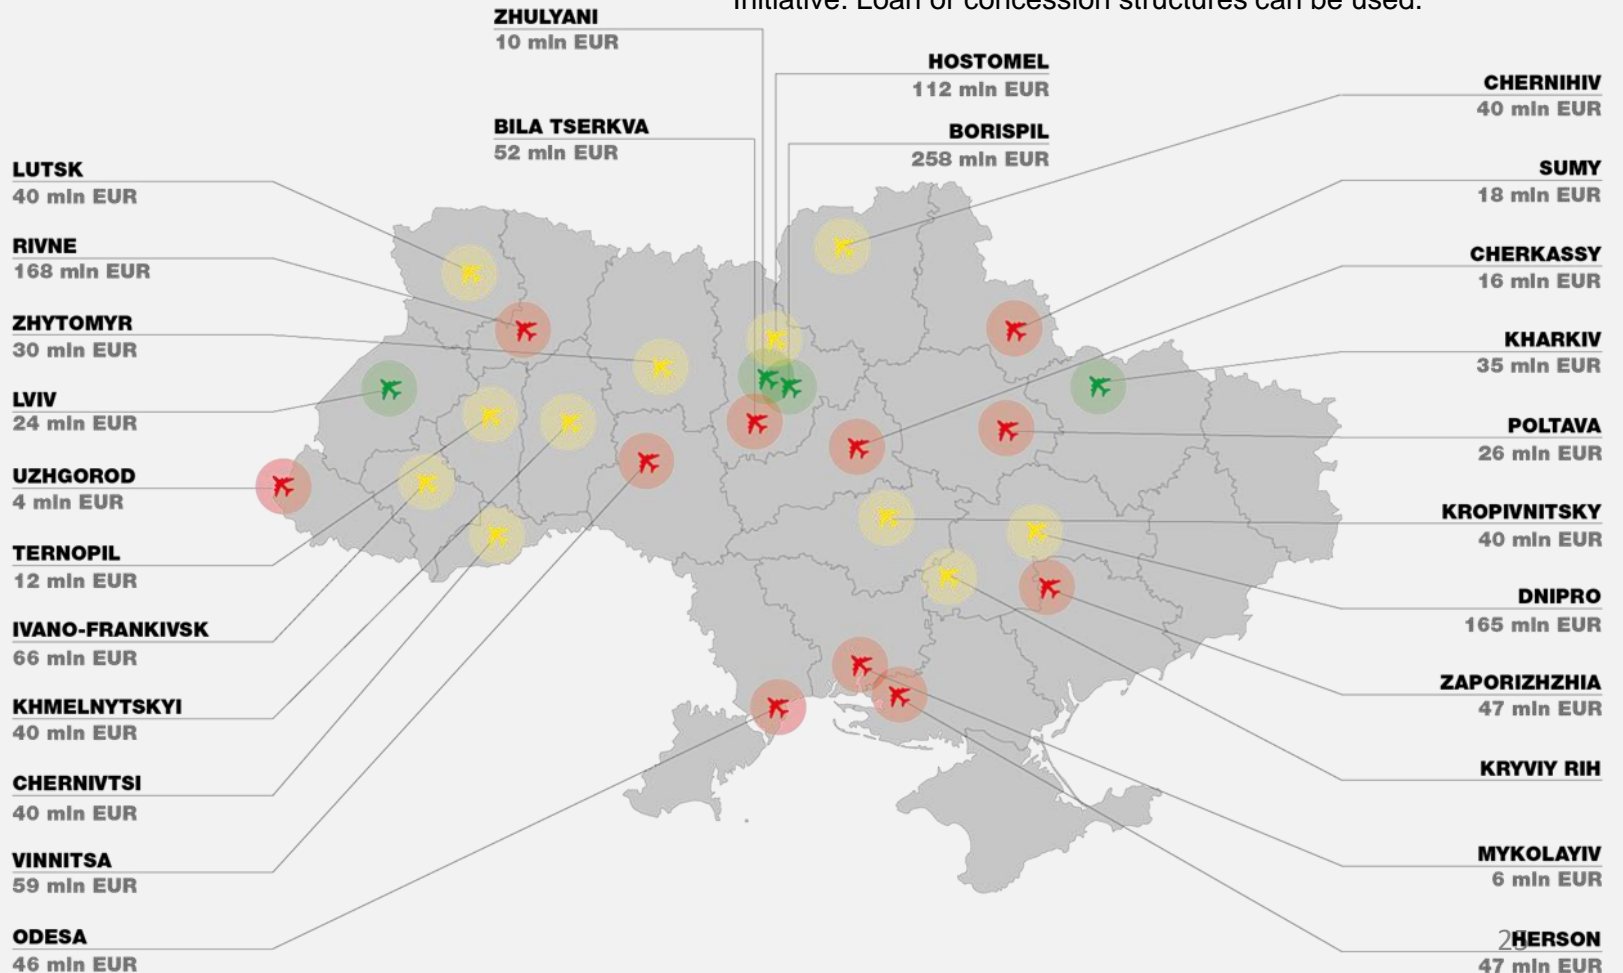 Initiative. Loan or concession structures can be used.
ZHULYANI
10 mln EUR
HOSTOMEL
112 mln EUR
BILA TSERKVA
52 mln EUR
BORISPIL
258 mln EUR
LUTSK
40 mln EUR
RIVNE
168 mln EUR
ZHYTOMYR
30 mln EUR
LVIV
24 mln EUR
UZHGOROD
4 mln EUR
TERNOPIL
12 mln EUR
IVANO-FRANKIVSK
66 mln EUR
KHMELNYTSKYI
40 mln EUR
CHERNIVTSI
40 mln EUR
VINNITSA
59 mln EUR
ODESA
46 mln EUR
CHERNIHIV
40 mln EUR
SUMY
18 mln EUR
CHERKASSY
16 mln EUR
KHARKIV
35 mln EUR
POLTAVA
26 mln EUR
KROPIVNITSKY
40 mln EUR
DNIPRO
165 mln EUR
ZAPORIZHZHIA
47 mln EUR
KRYVIY RIH
MYKOLAYIV
6 mln EUR
HERSON
47 mln EUR